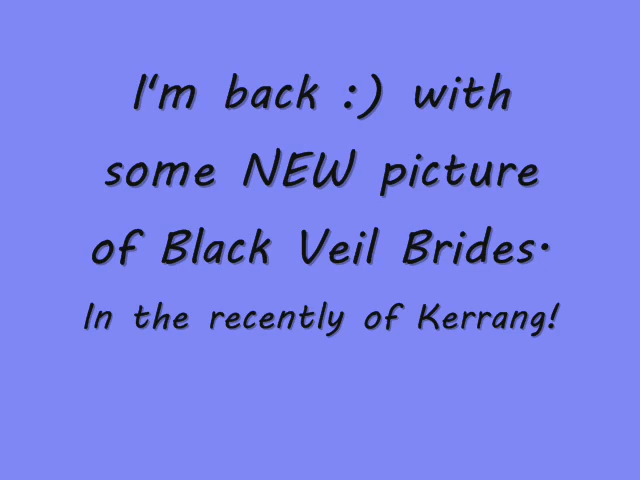 I'm back :) with
some NEW picture
of Black Veil Brides.
In the recently of Kerrang!